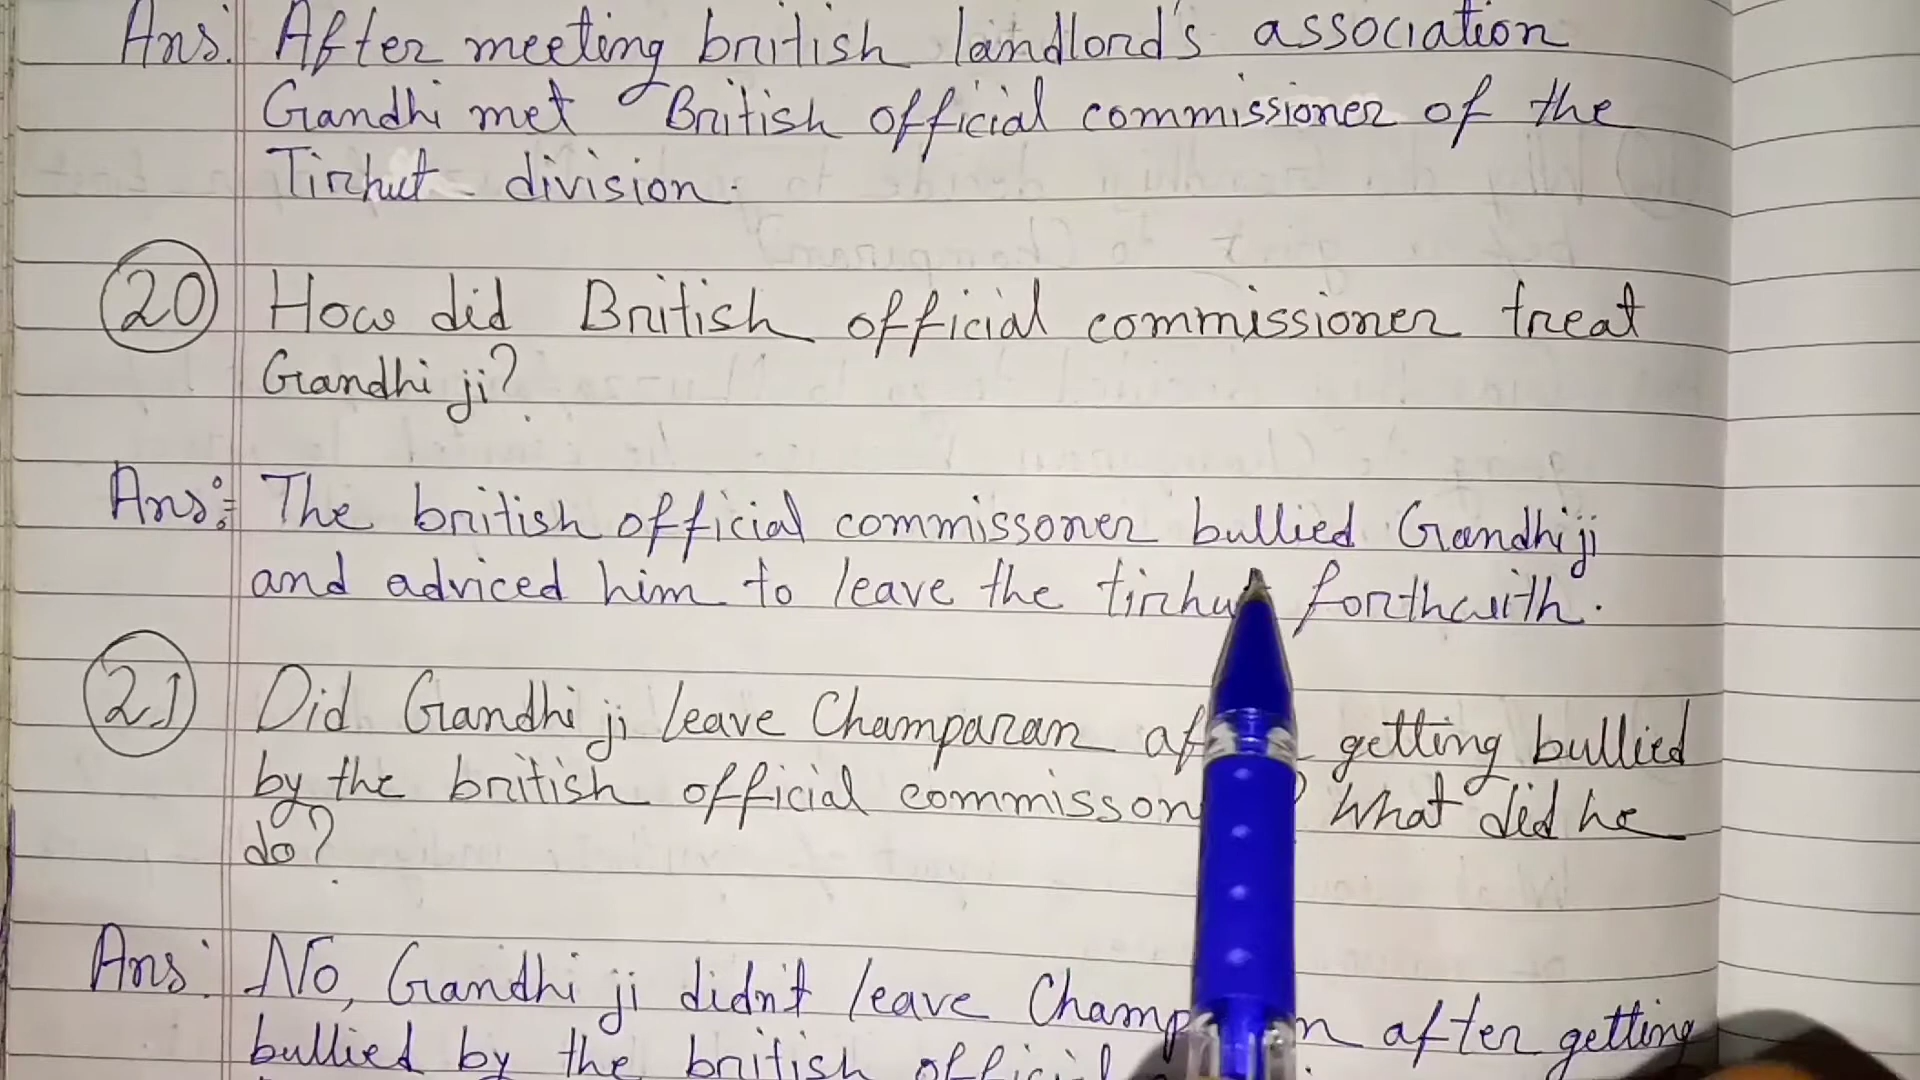 Ans: After meeting british landlord's association
Gandhi met British official commissioner of the
Tirhut division.
20 How did British official commissioner treat
Gandhi ji?
Ans:- The british official commissoner bullied Gandhiji
and adviced him to leave the forthwith.
21 Did Gandhi ji leave Champaran getting bullied
by the british official What did he
do?
Ans: No, Gandhi ji didn't leave after getting
bullied by the british official